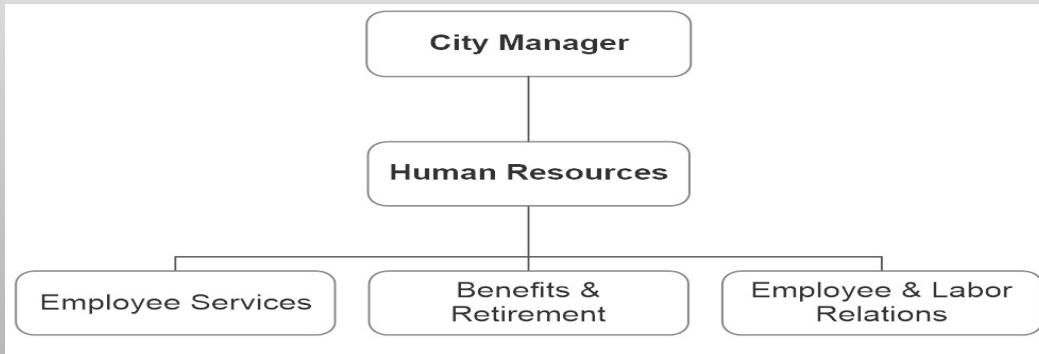 City Manager
Human Resources
Employee Services
Benefits &
Retirement
Employee & Labor
Relations